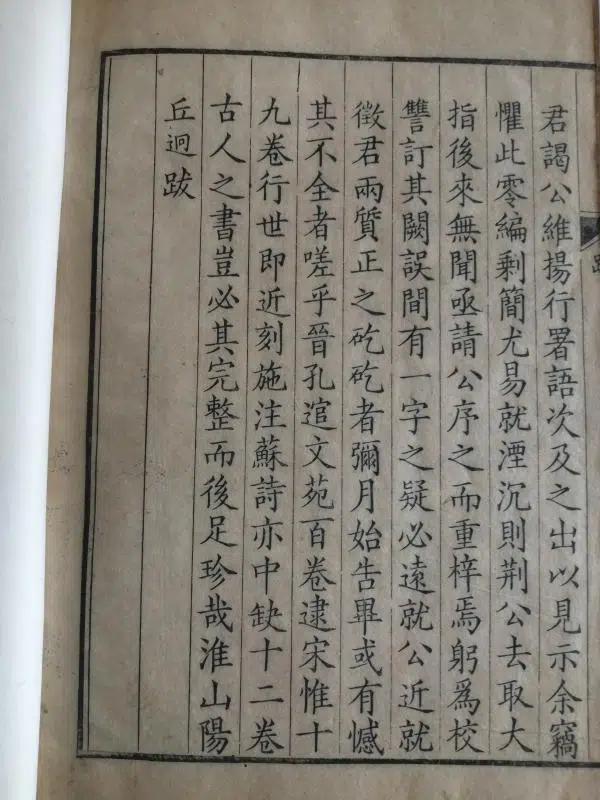 君謁公維揚行署語次及之出以見示余竊
懼此零編剩簡尤易就湮沉則荆公去取大
指後來無聞亟請公序之而重梓焉躬爲校
讐訂其闕誤間有一字之疑必遠就公近就
徵君兩質正之矻矻者彌月始告畢或有憾
其不全者嗟乎晉孔逭文苑百卷逮宋惟十
九卷行世即近刻施注蘇詩亦中缺十二卷
古人之書豈必其完整而後足珍哉淮山陽
丘迥跋